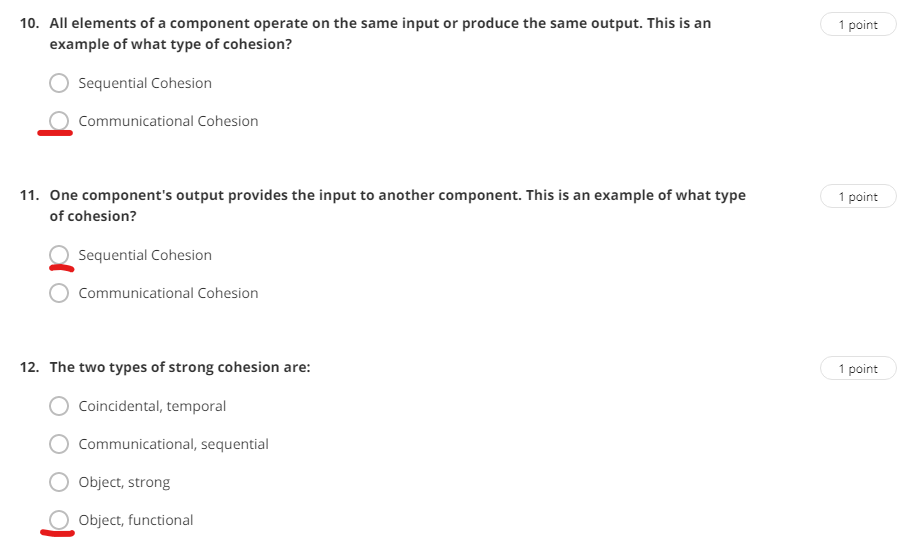 10. All elements of a component operate on the same input or produce the same output. This is an
example of what type of cohesion?
1 point
Sequential Cohesion
Communicational Cohesion
11. One component's output provides the input to another component. This is an example of what type
of cohesion?
1 point
Sequential Cohesion
Communicational Cohesion
12. The two types of strong cohesion are:
1 point
Coincidental, temporal
Communicational, sequential
Object, strong
Object, functional